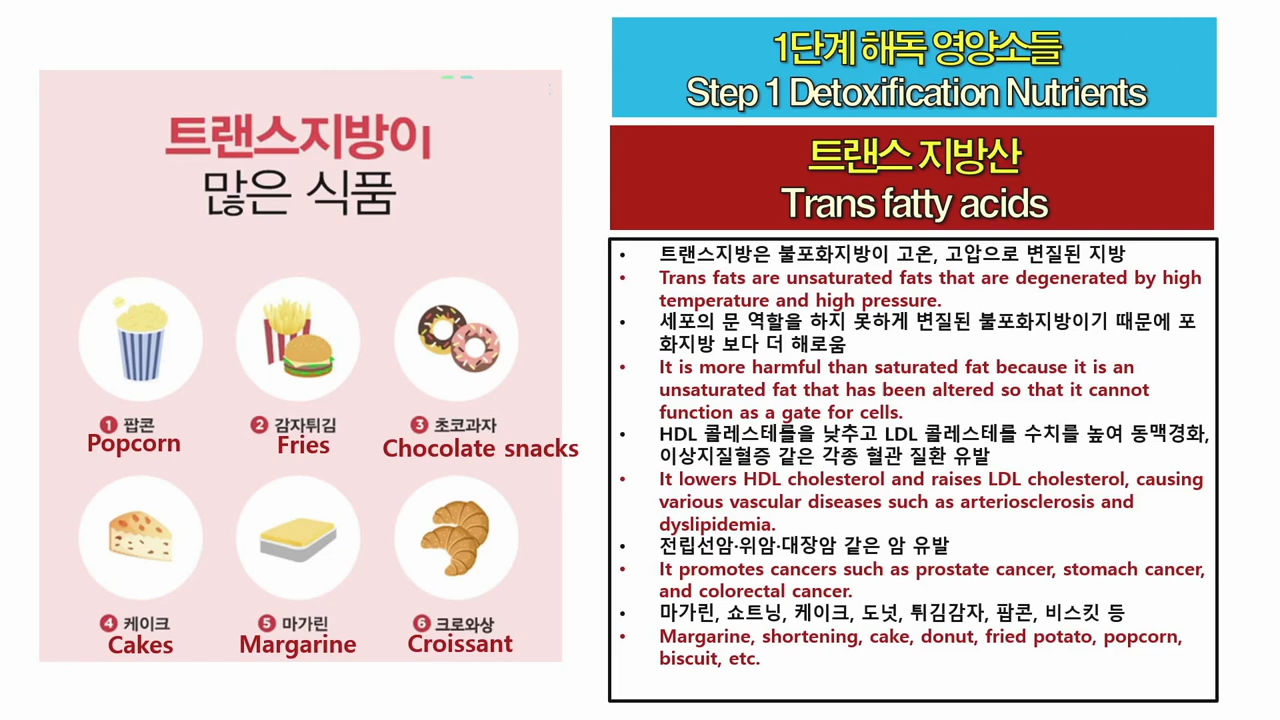 트랜스지방이
많은 식품
1 팝콘
Popcorn
2 감자튀김
Fries
3 초코과자
Chocolate snacks
4 케이크
Cakes
5 마가린
Margarine
6 크로와상
Croissant
1단계 해독 영양소들
Step 1 Detoxification Nutrients
트랜스 지방산
Trans fatty acids
• 트랜스지방은 불포화지방이 고온, 고압으로 변질된 지방
• Trans fats are unsaturated fats that are degenerated by high
temperature and high pressure.
• 세포의 문 역할을 하지 못하게 변질된 불포화지방이기 때문에 포
화지방 보다 더 해로움
• It is more harmful than saturated fat because it is an
unsaturated fat that has been altered so that it cannot
function as a gate for cells.
• HDL 콜레스테롤을 낮추고 LDL 콜레스테롤 수치를 높여 동맥경화,
이상지질혈증 같은 각종 혈관 질환 유발
• It lowers HDL cholesterol and raises LDL cholesterol, causing
various vascular diseases such as arteriosclerosis and
dyslipidemia.
• 전립선암·위암·대장암 같은 암 유발
• It promotes cancers such as prostate cancer, stomach cancer,
and colorectal cancer.
• 마가린, 쇼트닝, 케이크, 도넛, 튀김감자, 팝콘, 비스킷 등
• Margarine, shortening, cake, donut, fried potato, popcorn,
biscuit, etc.